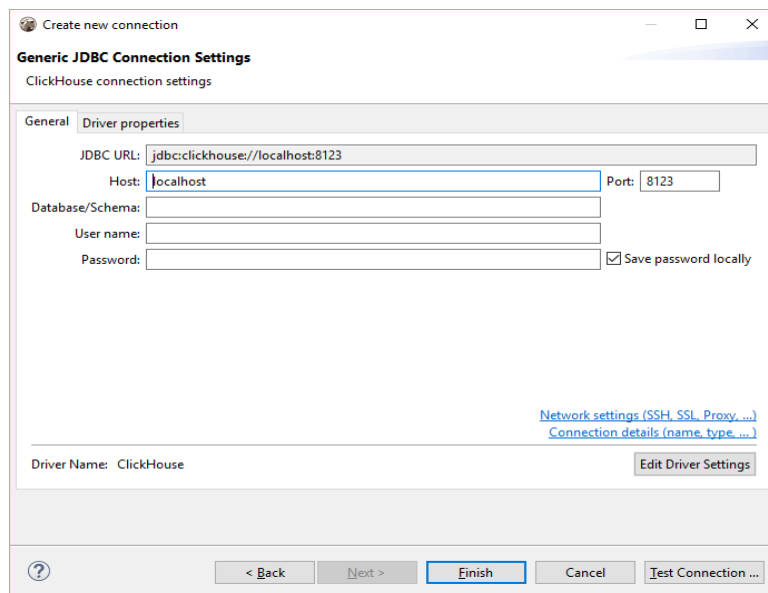 Create new connection
Generic JDBC Connection Settings
ClickHouse connection settings
General Driver properties
JDBC URL: jdbc:clickhouse://localhost:8123
Host: localhost Port: 8123
Database/Schema:
User name:
Password: Save password locally
Network settings (SSH, SSL, Proxy, ...)
Connection details (name, type, ... )
Driver Name: ClickHouse Edit Driver Settings
? < Back Next > Finish Cancel Test Connection ...